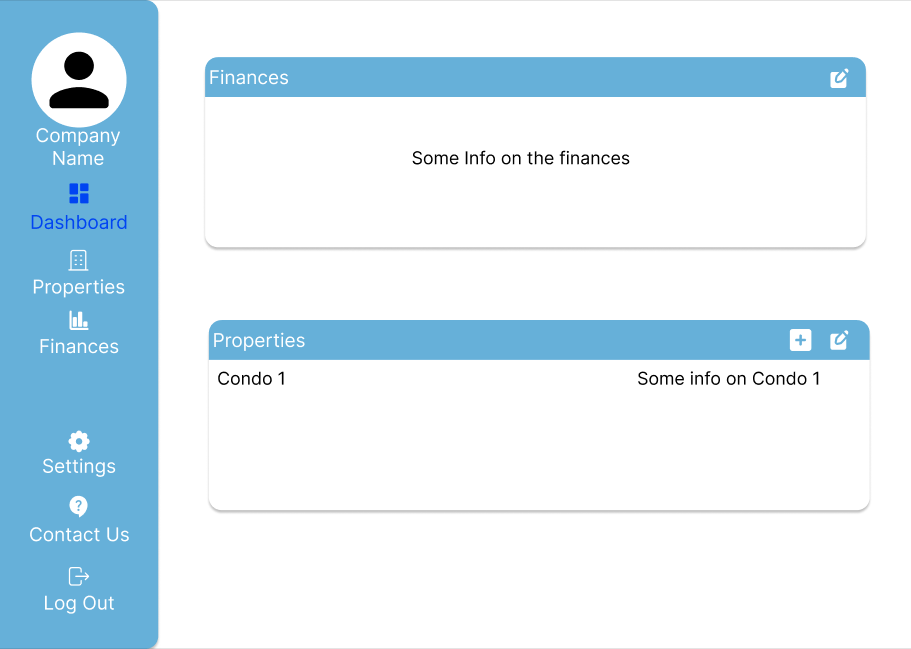 Company
Name
Dashboard
Properties
Finances
Settings
Contact Us
Log Out
Finances
Some Info on the finances
Properties
Condo 1
Some info on Condo 1